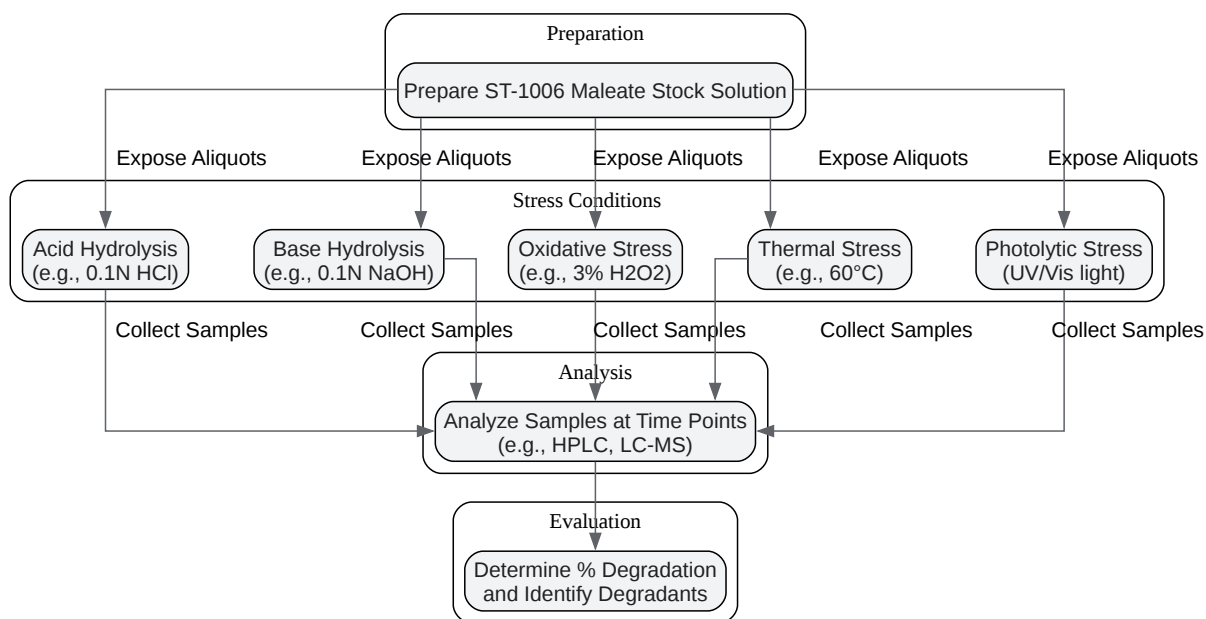 Preparation
Prepare ST-1006 Maleate Stock Solution
Expose Aliquots
Expose Aliquots
Expose Aliquots
Expose Aliquots
Expose Aliquots
Stress Conditions
Acid Hydrolysis
(e.g., 0.1N HCl)
Base Hydrolysis
(e.g., 0.1N NaOH)
Oxidative Stress
(e.g., 3% H2O2)
Thermal Stress
(e.g., 60°C)
Photolytic Stress
(UV/Vis light)
Collect Samples
Collect Samples
Collect Samples
Collect Samples
Collect Samples
Analysis
Analyze Samples at Time Points
(e.g., HPLC, LC-MS)
Evaluation
Determine % Degradation
and Identify Degradants